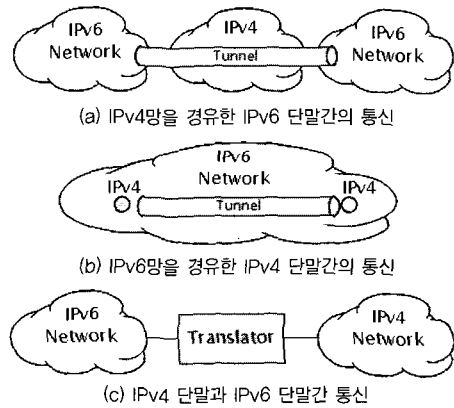 IPv6 Network
IPv4
Tunnel
IPv6 Network
(a) IPv4망을 경유한 IPv6 단말간의 통신
IPv6 Network
IPv4
Tunnel
IPv4
(b) IPv6망을 경유한 IPv4 단말간의 통신
IPv6 Network
Translator
IPv4 Network
(c) IPv4 단말과 IPv6 단말간 통신